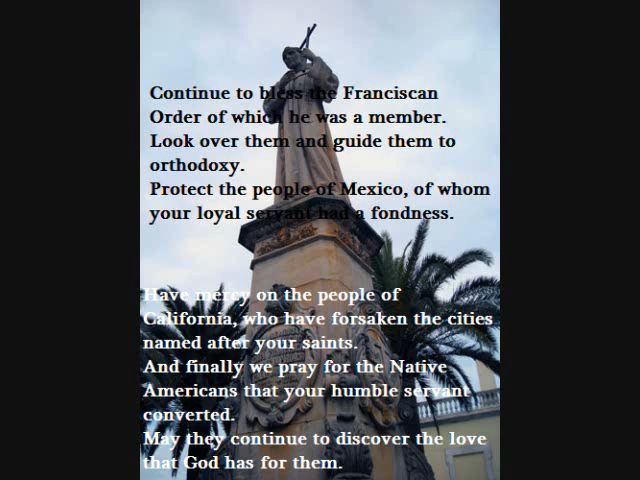 Continue to bless the Franciscan
Order of which he was a member.
Look over them and guide them to
orthodoxy.
Protect the people of Mexico, of whom
your loyal servant had a fondness.
Have mercy on the people of
California, who have forsaken the cities
named after your saints.
And finally we pray for the Native
Americans that your humble servant
converted.
May they continue to discover the love
that God has for them.